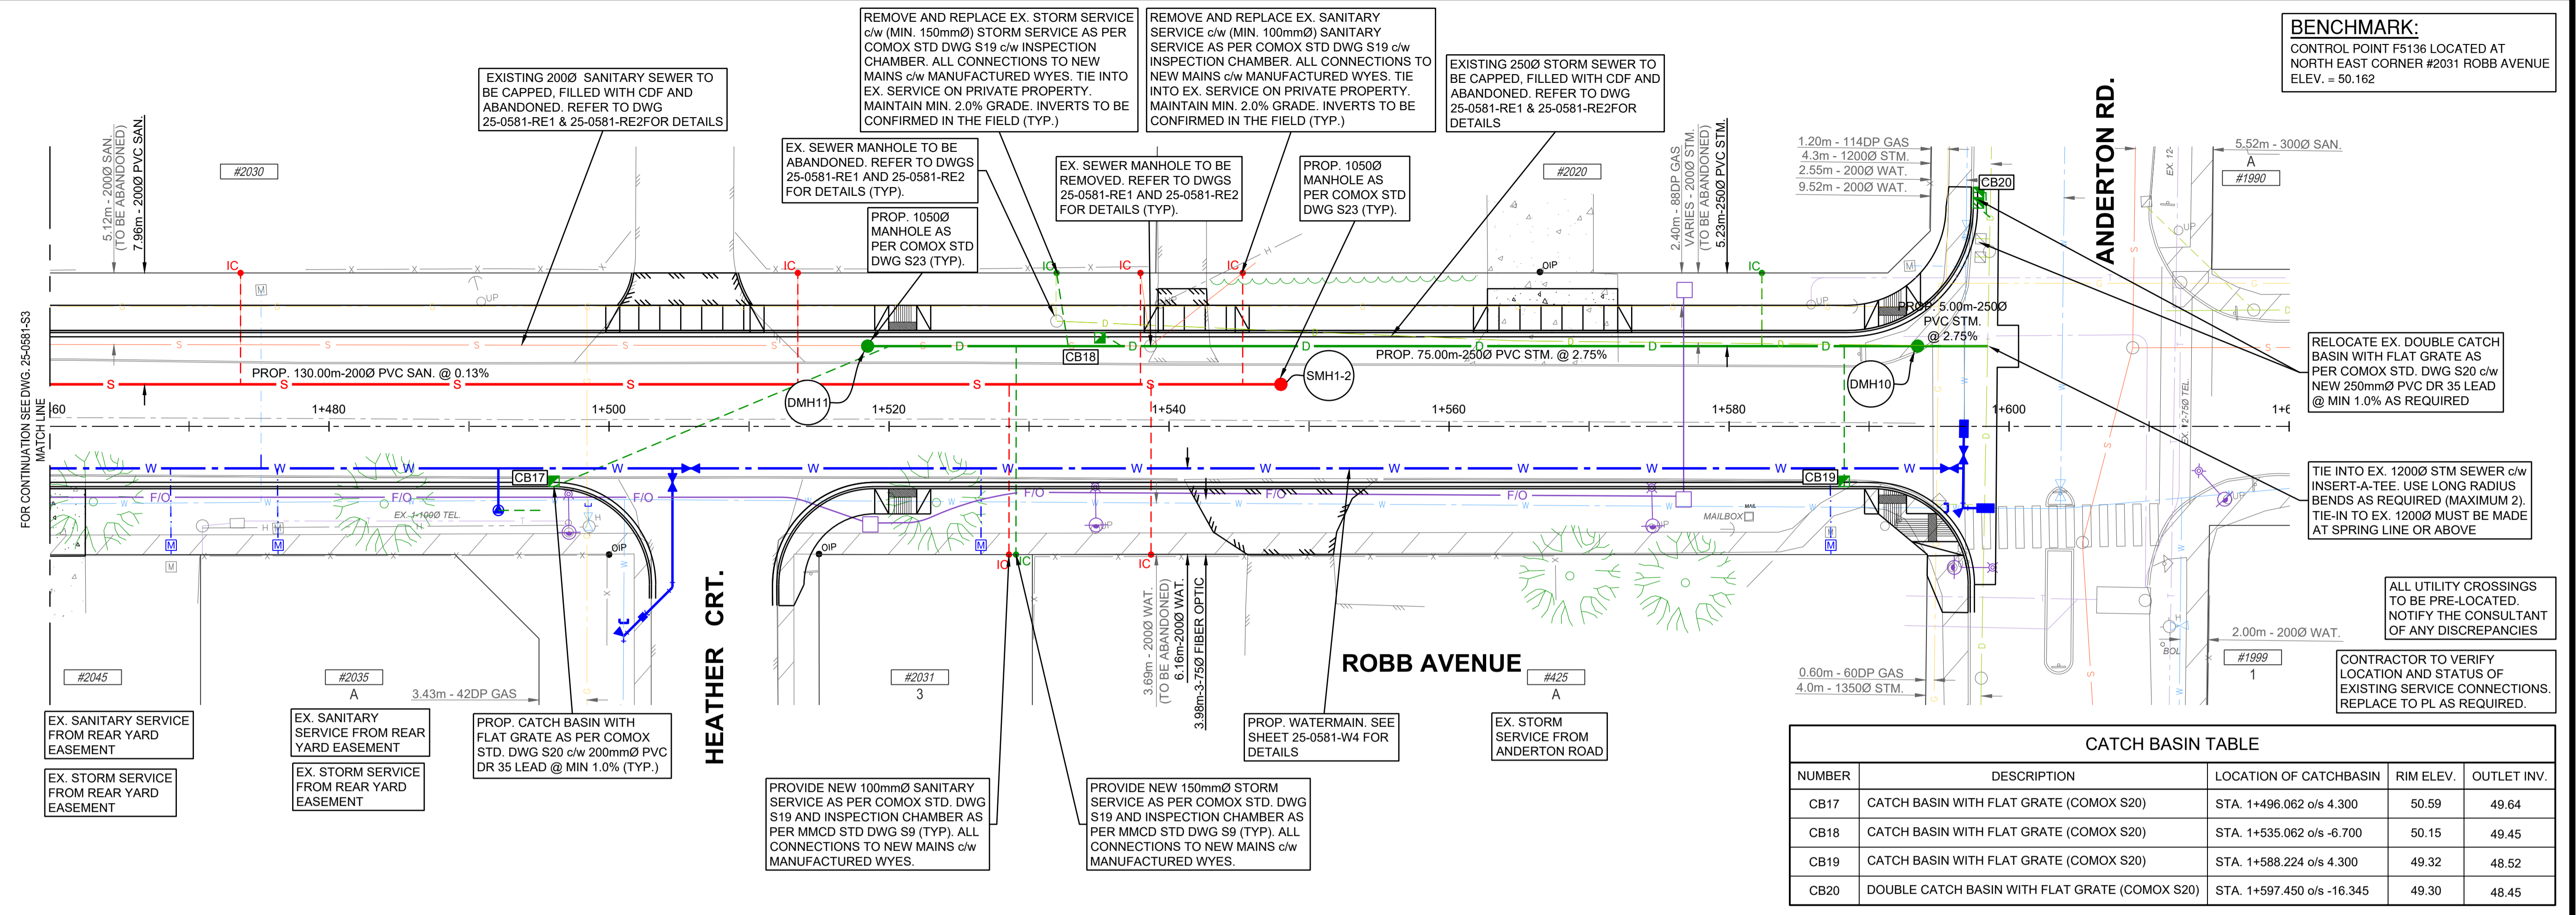 REMOVE AND REPLACE EX. STORM SERVICE
c/w (MIN. 150mmØ) STORM SERVICE AS PER
COMOX STD DWG S19 c/w INSPECTION
CHAMBER. ALL CONNECTIONS TO NEW
MAINS c/w MANUFACTURED WYES. TIE INTO
EX. SERVICE ON PRIVATE PROPERTY.
MAINTAIN MIN. 2.0% GRADE. INVERTS TO BE
CONFIRMED IN THE FIELD (TYP.)
REMOVE AND REPLACE EX. SANITARY
SERVICE c/w (MIN. 100mmØ) SANITARY
SERVICE AS PER COMOX STD DWG S19 c/w
INSPECTION CHAMBER. ALL CONNECTIONS TO
NEW MAINS c/w MANUFACTURED WYES. TIE
INTO EX. SERVICE ON PRIVATE PROPERTY.
MAINTAIN MIN. 2.0% GRADE. INVERTS TO BE
CONFIRMED IN THE FIELD (TYP.)
BENCHMARK:
CONTROL POINT F5136 LOCATED AT
NORTH EAST CORNER #2031 ROBB AVENUE
ELEV. = 50.162
EXISTING 200Ø SANITARY SEWER TO
BE CAPPED, FILLED WITH CDF AND
ABANDONED. REFER TO DWG
25-0581-RE1 & 25-0581-RE2FOR DETAILS
EXISTING 250Ø STORM SEWER TO
BE CAPPED, FILLED WITH CDF AND
ABANDONED. REFER TO DWG
25-0581-RE1 & 25-0581-RE2FOR
DETAILS
EX. SEWER MANHOLE TO BE
ABANDONED. REFER TO DWGS
25-0581-RE1 AND 25-0581-RE2
FOR DETAILS (TYP).
EX. SEWER MANHOLE TO BE
REMOVED. REFER TO DWGS
25-0581-RE1 AND 25-0581-RE2
FOR DETAILS (TYP).
PROP. 1050Ø
MANHOLE AS
PER COMOX STD
DWG S23 (TYP).
PROP. 1050Ø
MANHOLE AS
PER COMOX STD
DWG S23 (TYP).
5.12m - 200Ø SAN.
(TO BE ABANDONED)
7.96m - 200Ø PVC SAN.
#2030
#2020
2.40m - 88DP GAS
VARIES - 200Ø STM.
(TO BE ABANDONED)
5.23m-250Ø PVC STM.
1.20m - 114DP GAS
4.3m - 1200Ø STM.
2.55m - 200Ø WAT.
9.52m - 200Ø WAT.
CB20
ANDERTON RD.
EX. 12-
5.52m - 300Ø SAN.
A
#1990
UP
IC
IC
IC
IC
IC
IC
M
UP
H
OIP
M
UP
PROP. 5.00m-250Ø
PVC STM.
@ 2.75%
S S S S S
D D D
CB18
D D D D D D
PROP. 75.00m-250Ø PVC STM. @ 2.75%
PROP. 130.00m-200Ø PVC SAN. @ 0.13%
S S S S S S S
DMH11
SMH1-2
DMH10
RELOCATE EX. DOUBLE CATCH
BASIN WITH FLAT GRATE AS
PER COMOX STD. DWG S20 c/w
NEW 250mmØ PVC DR 35 LEAD
@ MIN 1.0% AS REQUIRED
FOR CONTINUATION SEE DWG. 25-0581-S3
MATCH LINE
1+480
1+500
1+520
1+540
1+560
1+580
1+600
EX. 12-75Ø TEL.
W W W W W W W W W W W W
CB17
CB19
F/O F/O F/O F/O F/O F/O
EX. 1-100Ø TEL.
H M
M M M M
UP
UP
MAIL
MAILBOX
UP
TIE INTO EX. 1200Ø STM SEWER c/w
INSERT-A-TEE. USE LONG RADIUS
BENDS AS REQUIRED (MAXIMUM 2).
TIE-IN TO EX. 1200Ø MUST BE MADE
AT SPRING LINE OR ABOVE
OIP
OIP
IC
IC
IC
HEATHER CRT.
3.69m - 200Ø WAT.
(TO BE ABANDONED)
6.16m-200Ø WAT.
3.98m-3-75Ø FIBER OPTIC
ROBB AVENUE
ALL UTILITY CROSSINGS
TO BE PRE-LOCATED.
NOTIFY THE CONSULTANT
OF ANY DISCREPANCIES
2.00m - 200Ø WAT.
BOL
#1999
1
#2045
#2035
A
3.43m - 42DP GAS
#2031
3
#425
A
0.60m - 60DP GAS
4.0m - 1350Ø STM.
CONTRACTOR TO VERIFY
LOCATION AND STATUS OF
EXISTING SERVICE CONNECTIONS.
REPLACE TO PL AS REQUIRED.
EX. SANITARY SERVICE
FROM REAR YARD
EASEMENT
EX. SANITARY
SERVICE FROM REAR
YARD EASEMENT
PROP. CATCH BASIN WITH
FLAT GRATE AS PER COMOX
STD. DWG S20 c/w 200mmØ PVC
DR 35 LEAD @ MIN 1.0% (TYP.)
PROP. WATERMAIN. SEE
SHEET 25-0581-W4 FOR
DETAILS
EX. STORM
SERVICE FROM
ANDERTON ROAD
EX. STORM SERVICE
FROM REAR YARD
EASEMENT
EX. STORM SERVICE
FROM REAR YARD
EASEMENT
PROVIDE NEW 100mmØ SANITARY
SERVICE AS PER COMOX STD. DWG
S19 AND INSPECTION CHAMBER AS
PER MMCD STD DWG S9 (TYP). ALL
CONNECTIONS TO NEW MAINS c/w
MANUFACTURED WYES.
PROVIDE NEW 150mmØ STORM
SERVICE AS PER COMOX STD. DWG
S19 AND INSPECTION CHAMBER AS
PER MMCD STD DWG S9 (TYP). ALL
CONNECTIONS TO NEW MAINS c/w
MANUFACTURED WYES.
CATCH BASIN TABLE
NUMBER DESCRIPTION LOCATION OF CATCHBASIN RIM ELEV. OUTLET INV.
CB17 CATCH BASIN WITH FLAT GRATE (COMOX S20) STA. 1+496.062 o/s 4.300 50.59 49.64
CB18 CATCH BASIN WITH FLAT GRATE (COMOX S20) STA. 1+535.062 o/s -6.700 50.15 49.45
CB19 CATCH BASIN WITH FLAT GRATE (COMOX S20) STA. 1+588.224 o/s 4.300 49.32 48.52
CB20 DOUBLE CATCH BASIN WITH FLAT GRATE (COMOX S20) STA. 1+597.450 o/s -16.345 49.30 48.45